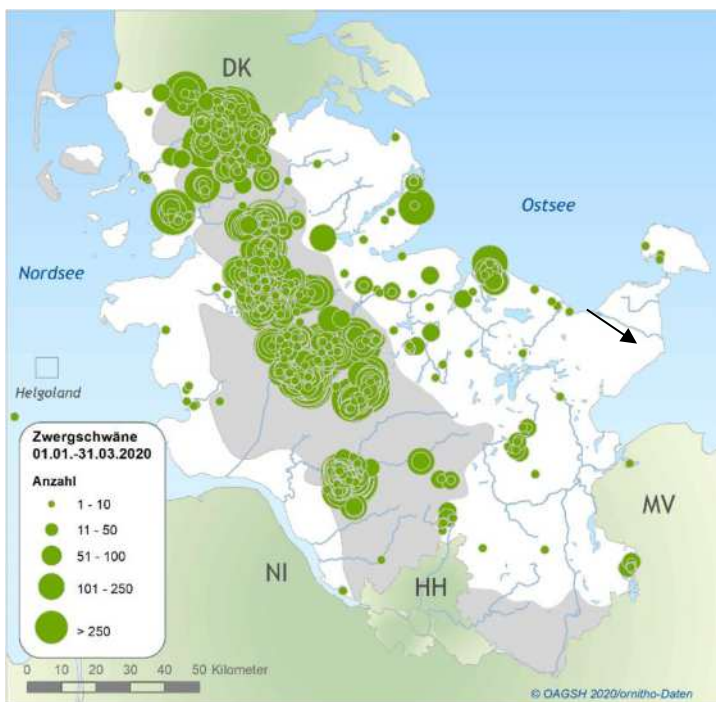 DK
Ostsee
Nordsee
Helgoland
Zwergschwäne
01.01.-31.03.2020
Anzahl
1 - 10
11 - 50
51 - 100
101 - 250
> 250
MV
NI
HH
0 10 20 30 40 50 Kilometer
© OAGSH 2020/ornitho-Daten